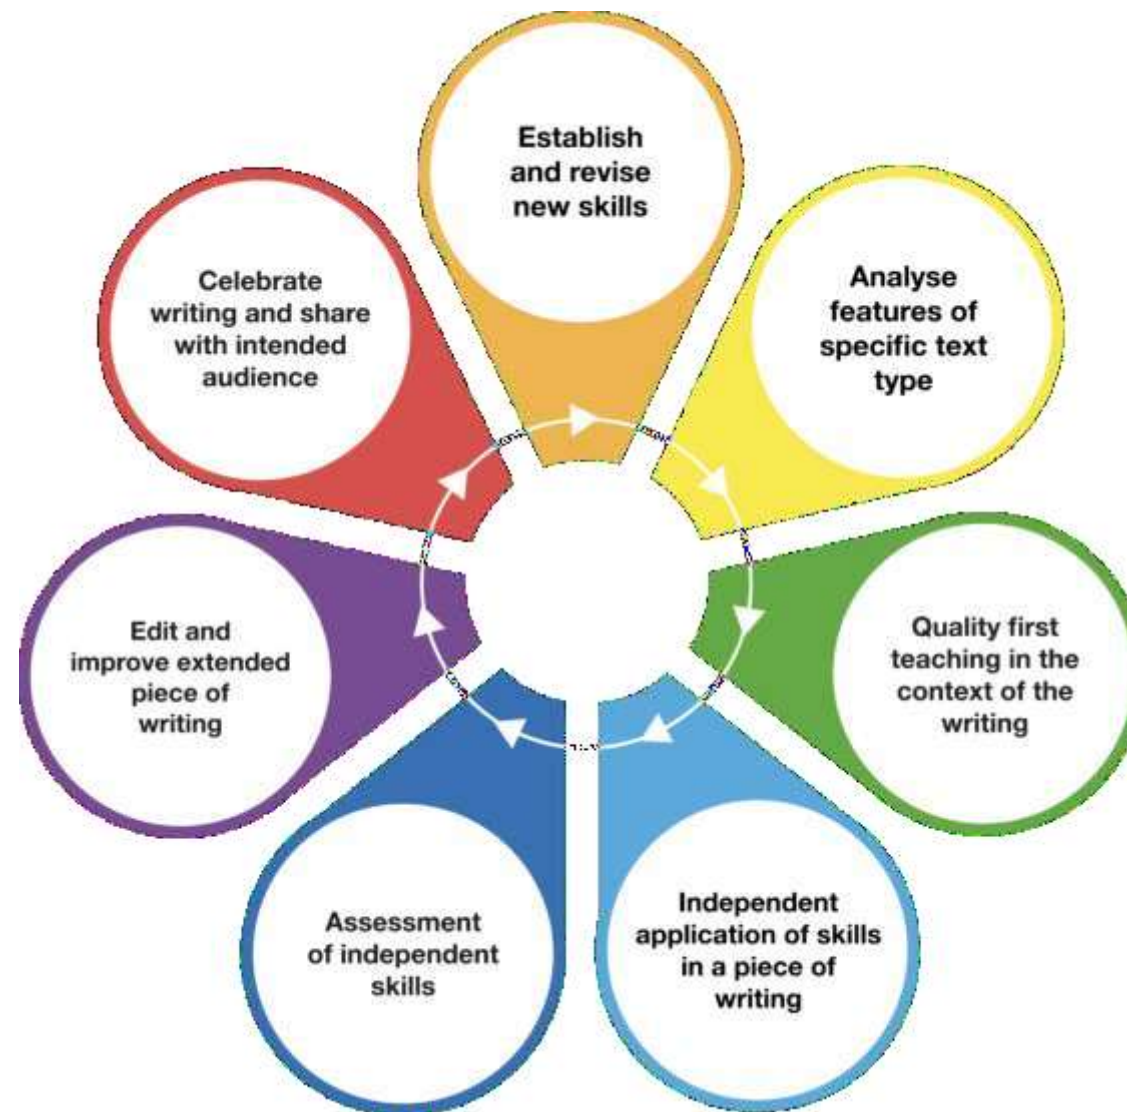 Establish
and revise
new skills
Analyse
features of
specific text
type
Quality first
teaching in the
context of the
writing
Independent
application of skills
in a piece of
writing
Assessment
of independent
skills
Edit and
improve extended
piece of
writing
Celebrate
writing and share
with intended
audience